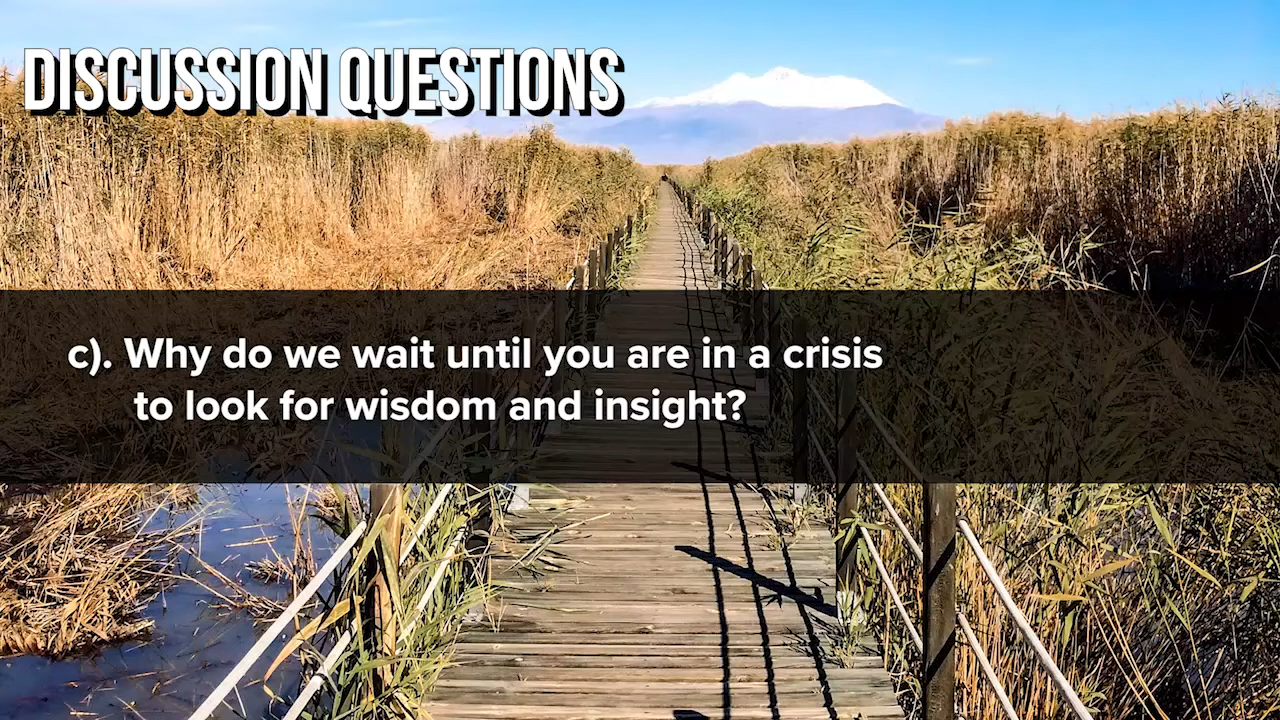 DISCUSSION QUESTIONS
c). Why do we wait until you are in a crisis
to look for wisdom and insight?